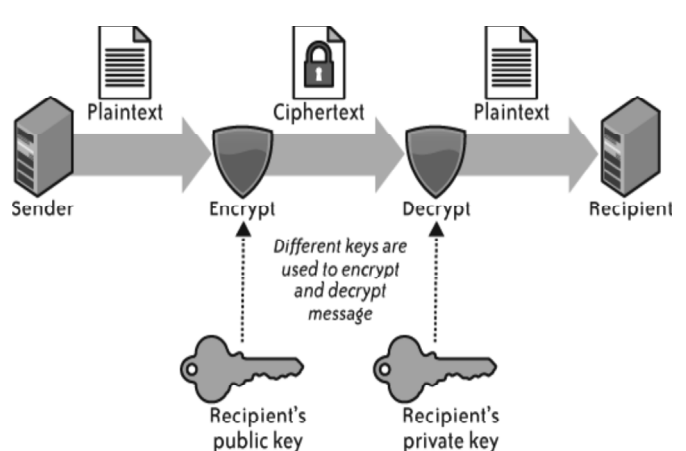 Plaintext
Ciphertext
Plaintext
Sender
Encrypt
Decrypt
Recipient
Different keys are
used to encrypt
and decrypt
message
Recipient's
public key
Recipient's
private key